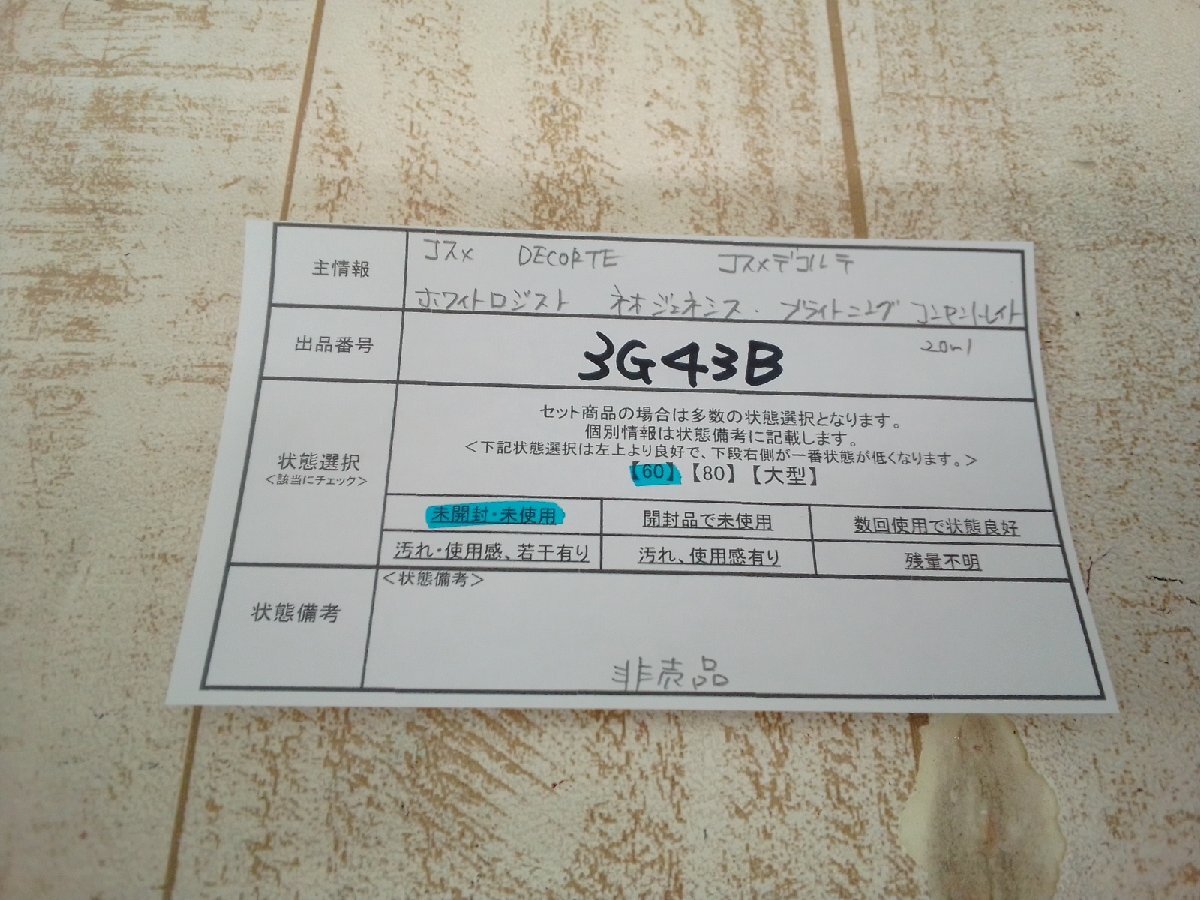 主情報
コスメ DECORTE コスメデコルテ
ホワイトロジスト ネオジェネシス・ブライトニング コンセントレイト
20ml
出品番号
3G43B
状態選択
<該当にチェック>
セット商品の場合は多数の状態選択となります。
個別情報は状態備考に記載します。
<下記状態選択は左上より良好で、下段右側が一番状態が低くなります。>
【60】【80】【大型】
未開封・未使用 開封品で未使用 数回使用で状態良好
汚れ・使用感、若干有り 汚れ、使用感有り 残量不明
状態備考
<状態備考>
非売品